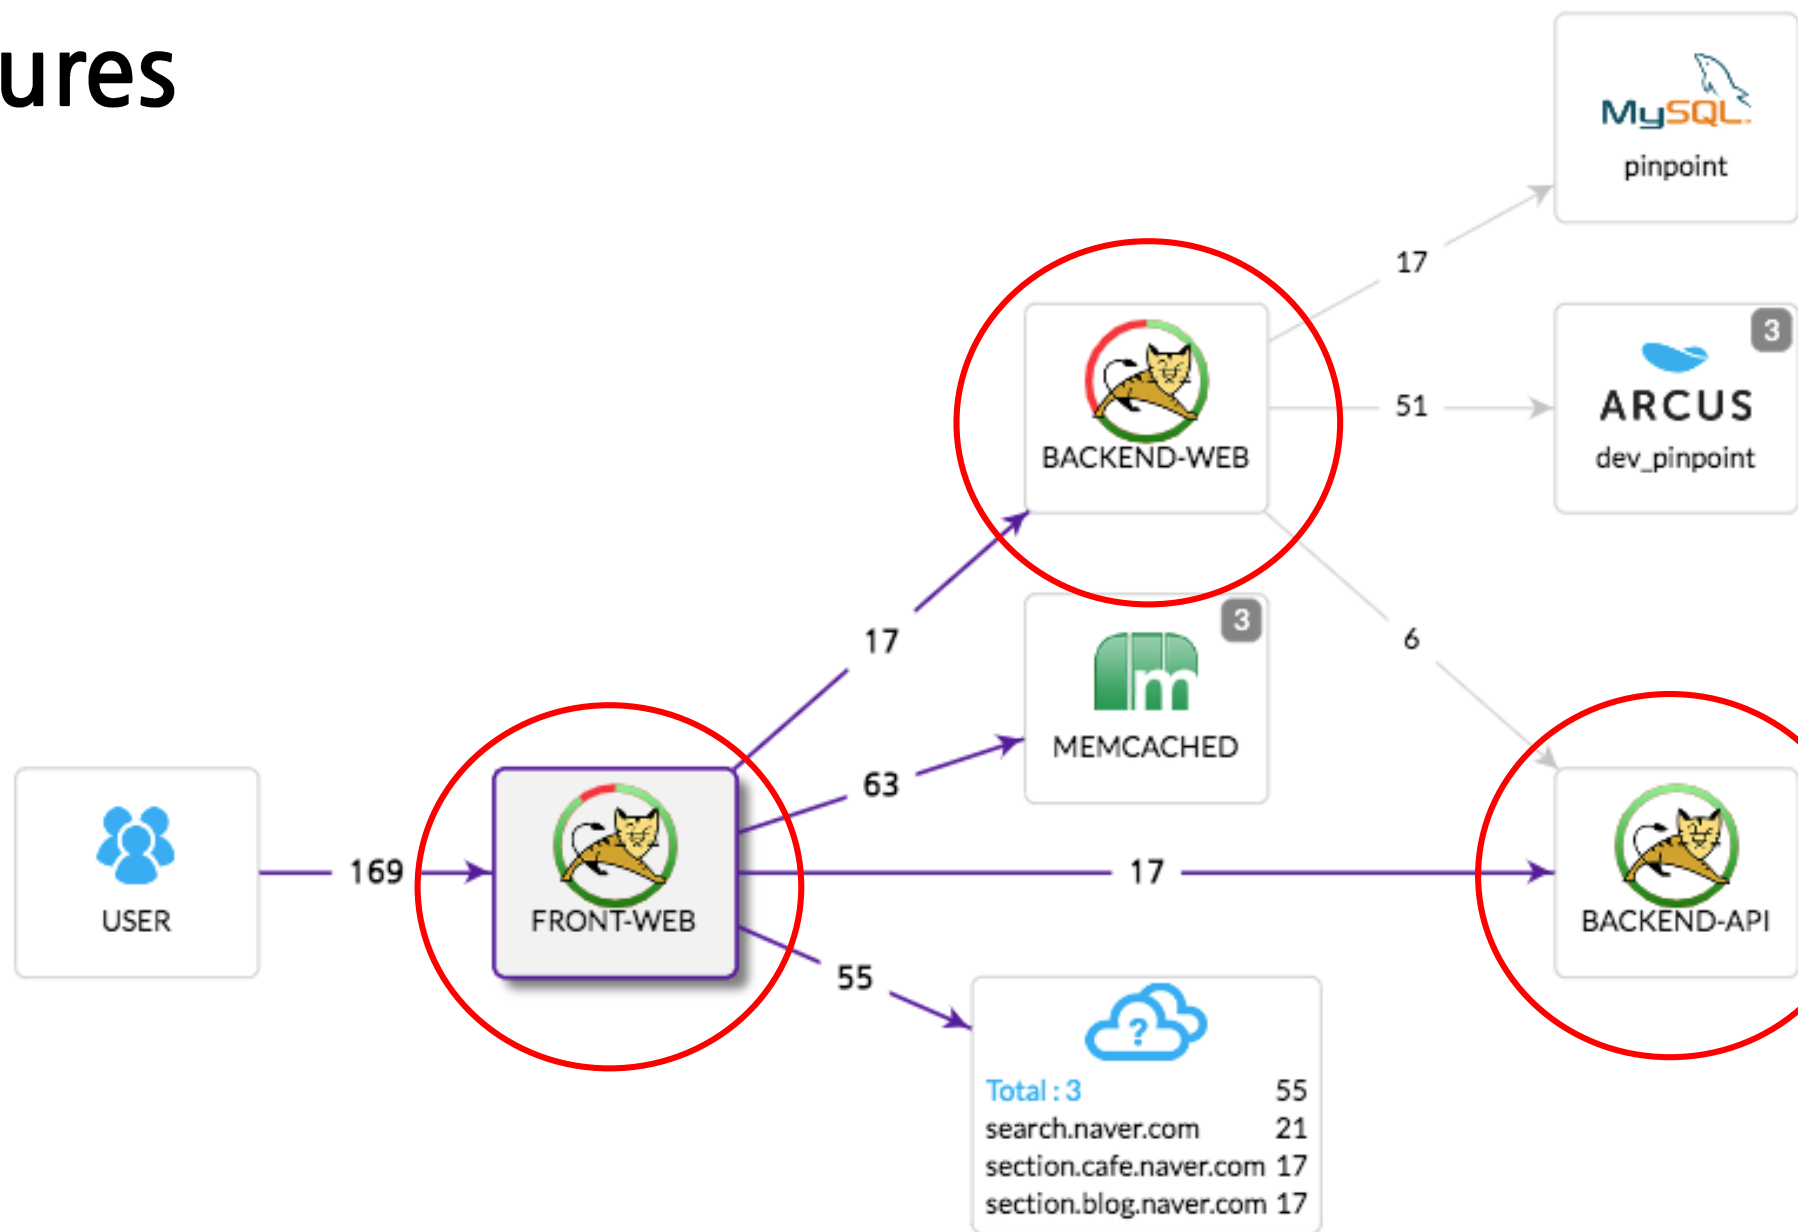 ures
MySQL
pinpoint
17
3
ARCUS
dev_pinpoint
51
BACKEND-WEB
17
6
3
MEMCACHED
63
USER
169
FRONT-WEB
17
BACKEND-API
55
?
Total : 3 55
search.naver.com 21
section.cafe.naver.com 17
section.blog.naver.com 17